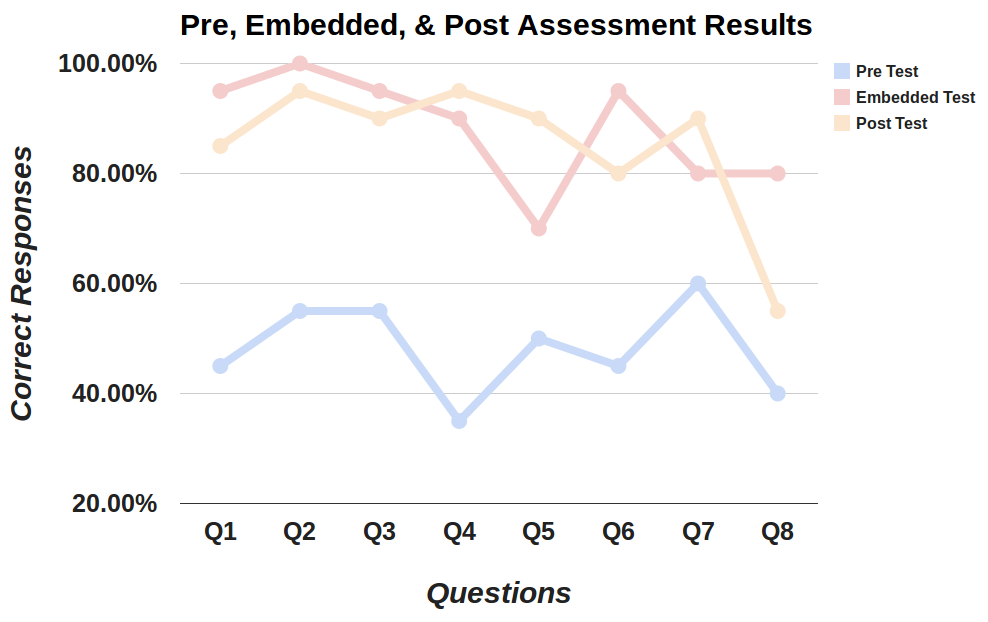 Pre, Embedded, & Post Assessment Results
Pre Test
Embedded Test
Post Test
Correct Responses
100.00%
80.00%
60.00%
40.00%
20.00%
Q1 Q2 Q3 Q4 Q5 Q6 Q7 Q8
Questions